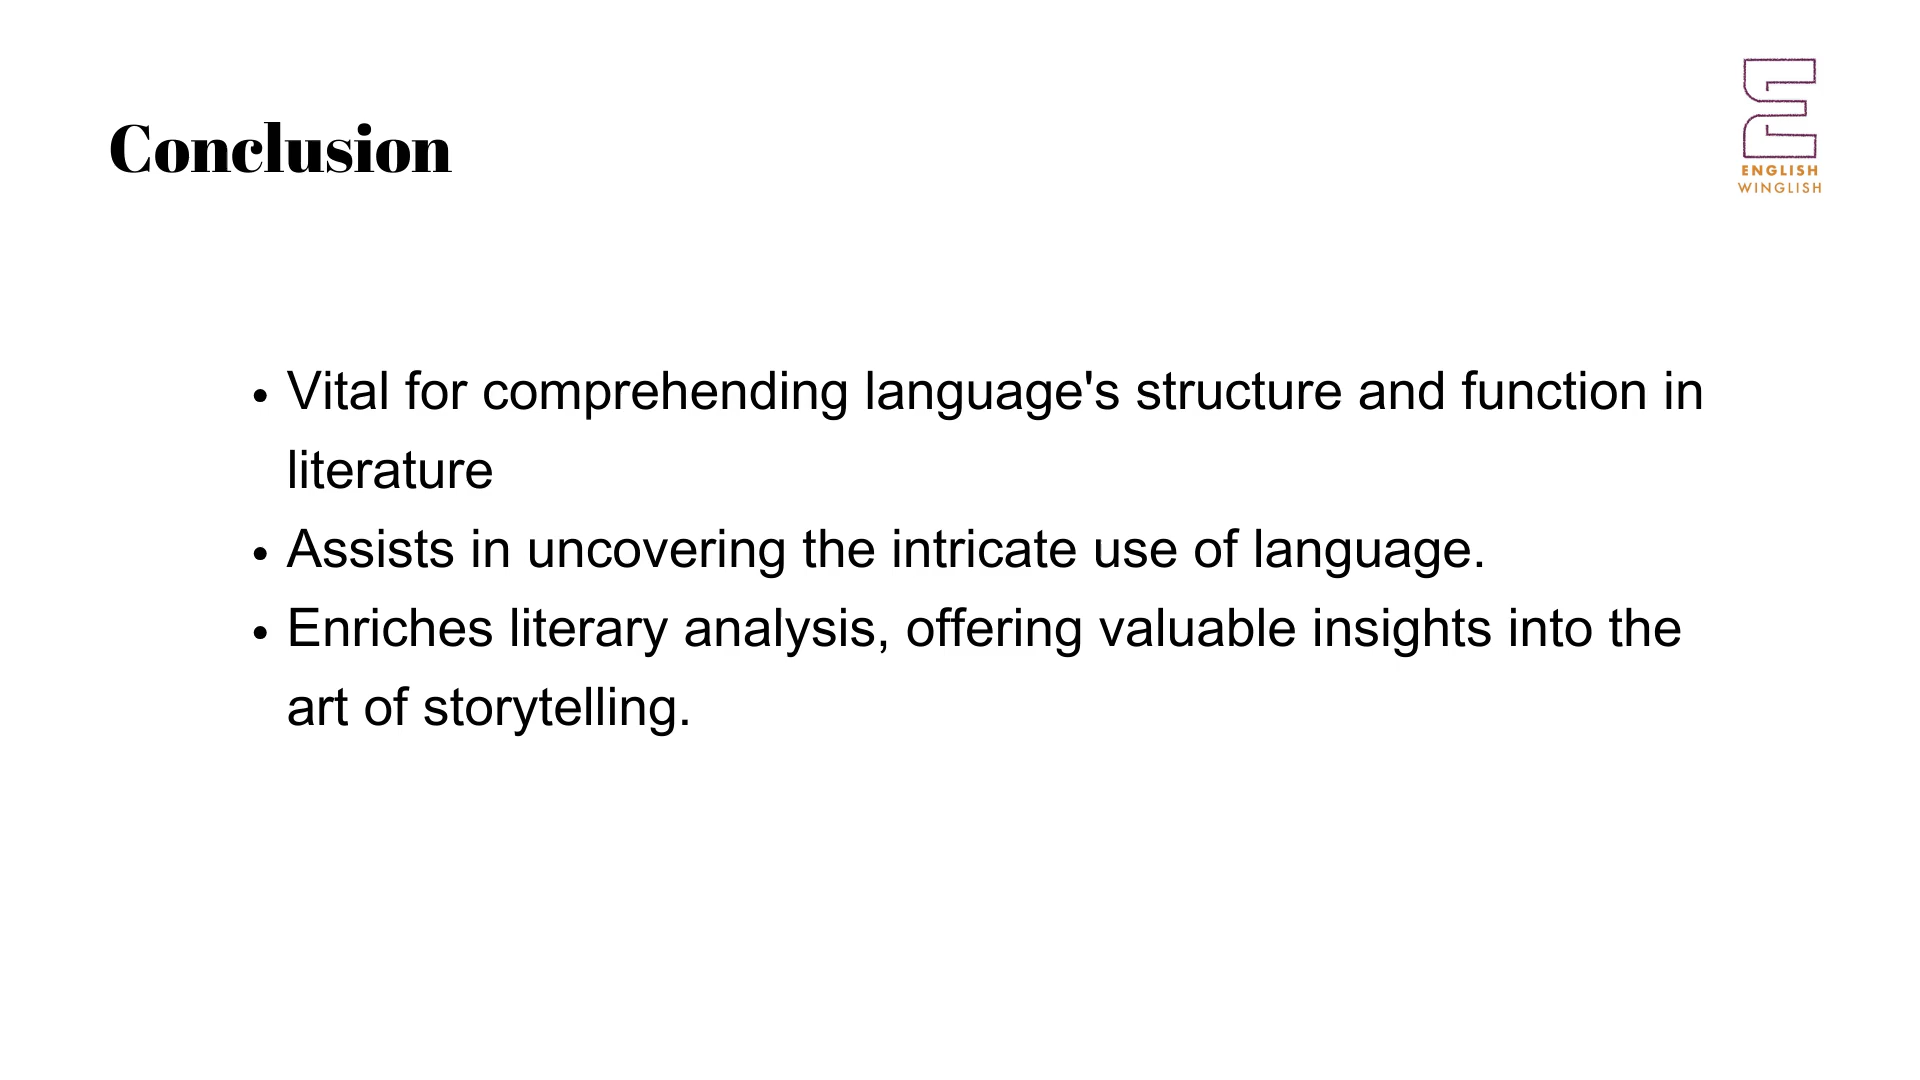 Conclusion
ENGLISH
WINGLISH
• Vital for comprehending language's structure and function in
literature
• Assists in uncovering the intricate use of language.
• Enriches literary analysis, offering valuable insights into the
art of storytelling.